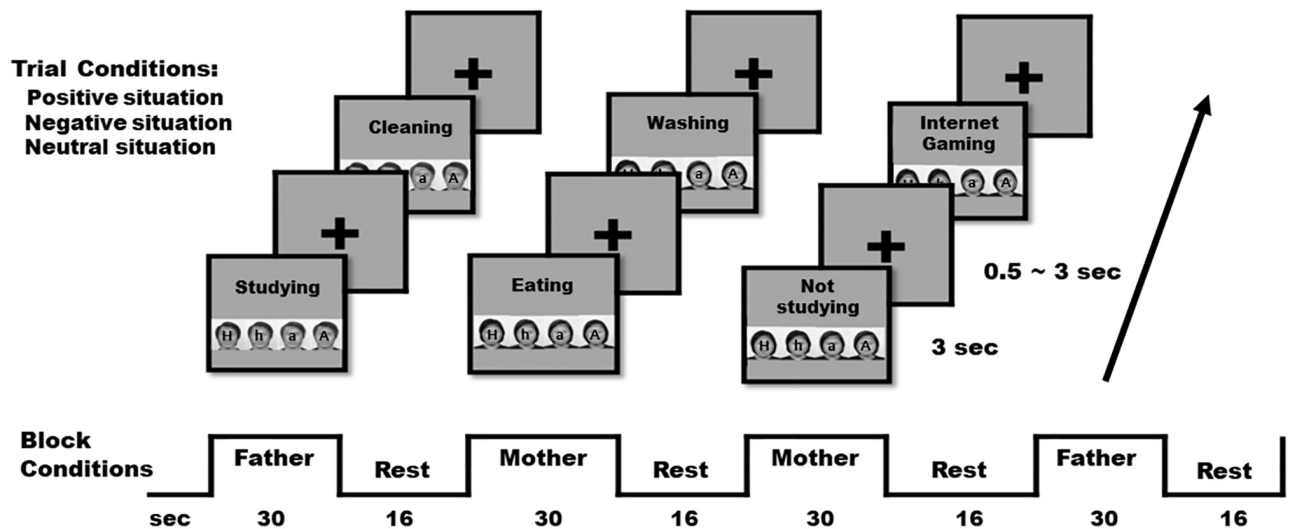 Trial Conditions:
Positive situation
Negative situation
Neutral situation
Cleaning
a A
Studying
H h a A
Washing
a A
Eating
H h a A
Internet
Gaming
H h a A
Not
studying
H h a A
0.5 ~ 3 sec
3 sec
Block
Conditions
Father Rest Mother Rest Mother Rest Father Rest
sec 30 16 30 16 30 16 30 16